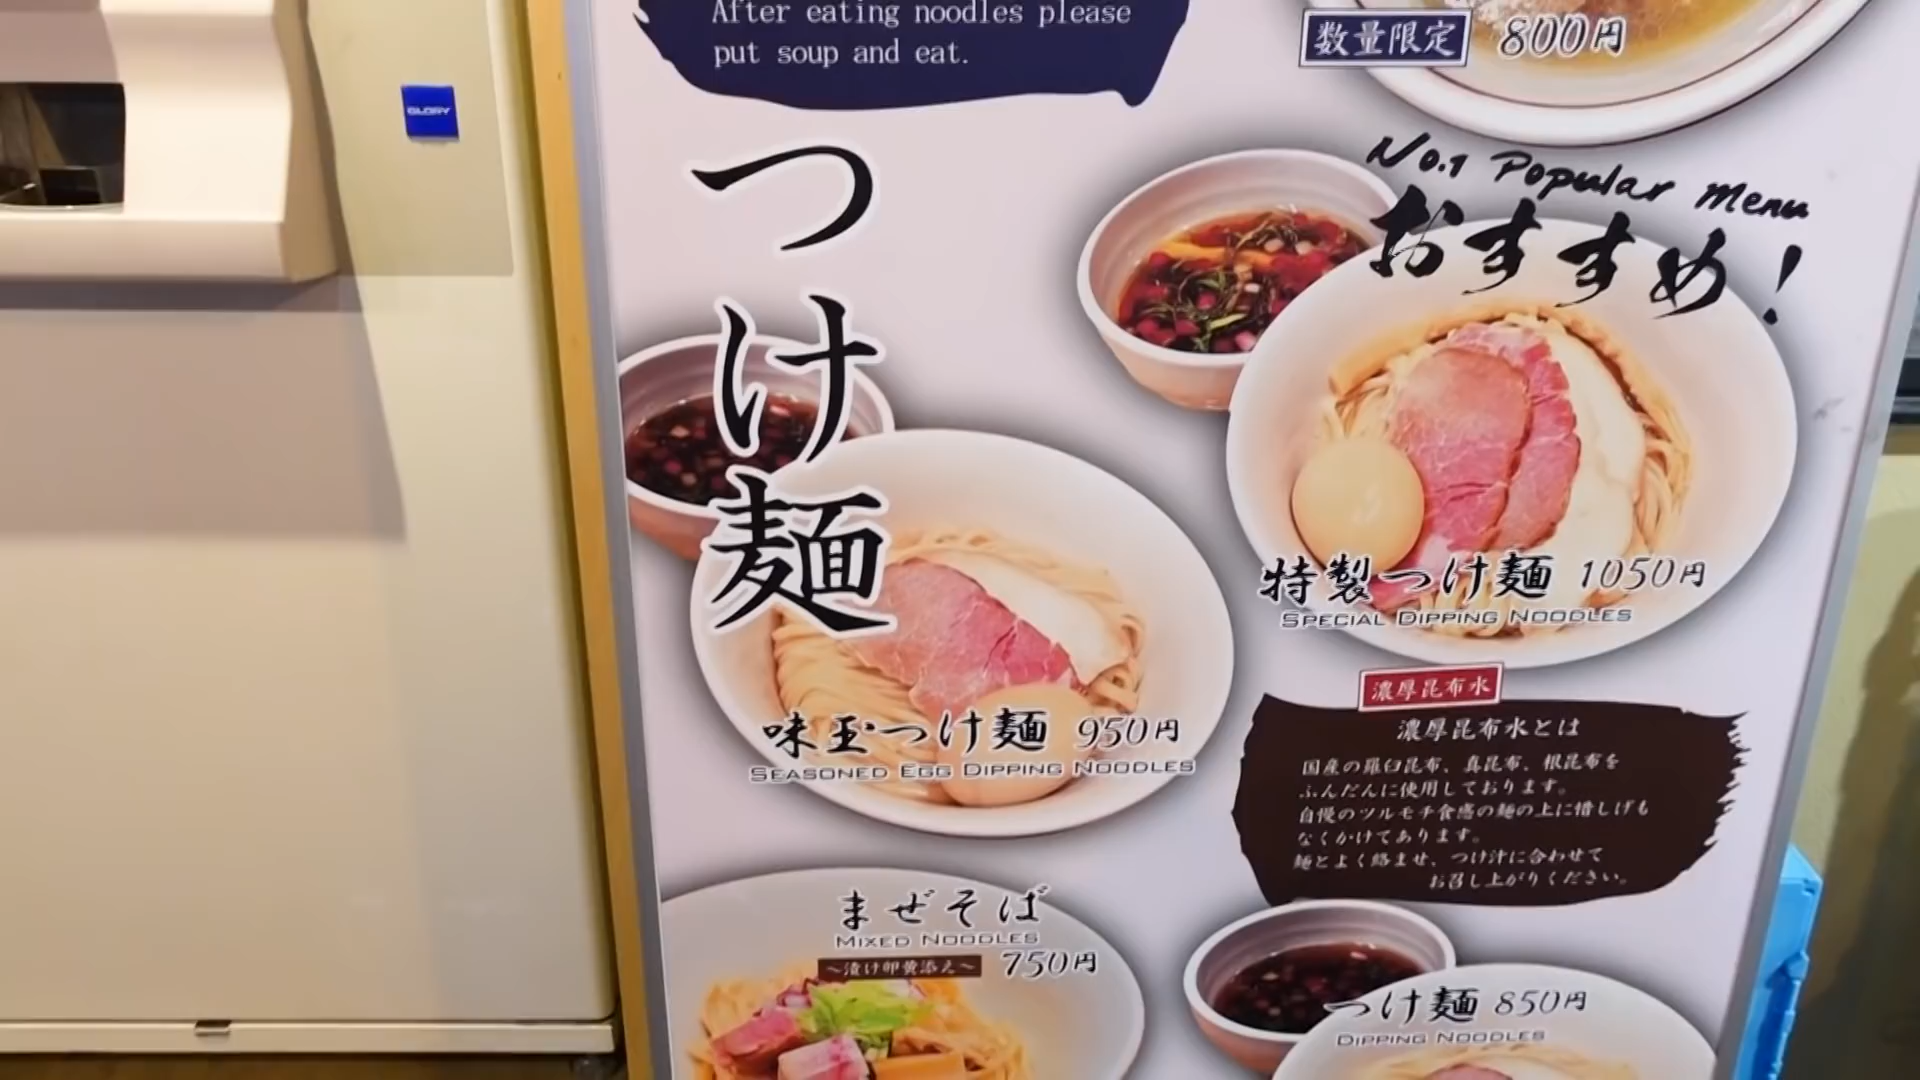 After eating noodles please
put soup and eat.
GLORY
数量限定 800円
つけ麺
No.1 Popular Menu
おすすめ!
特製つけ麺 1050円
SPECIAL DIPPING NOODLES
味玉つけ麺 950円
SEASONED EGG DIPPING NOODLES
濃厚昆布水
濃厚昆布水とは
国産の羅臼昆布、真昆布、根昆布を
ふんだんに使用しております。
自慢のツルモチ食感の麺の上に惜しげも
なくかけてあります。
麺とよく絡ませ、つけ汁に合わせて
お召し上がりください。
まぜそば
MIXED NOODLES
～漬け卵黄添え～ 750円
つけ麺 850円
DIPPING NOODLES